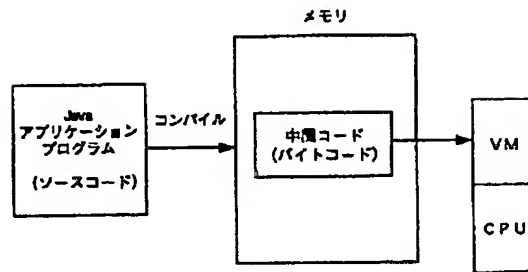 メモリ
Java
アプリケーション
プログラム
(ソースコード)
コンパイル
中間コード
(バイトコード)
VM
CPU